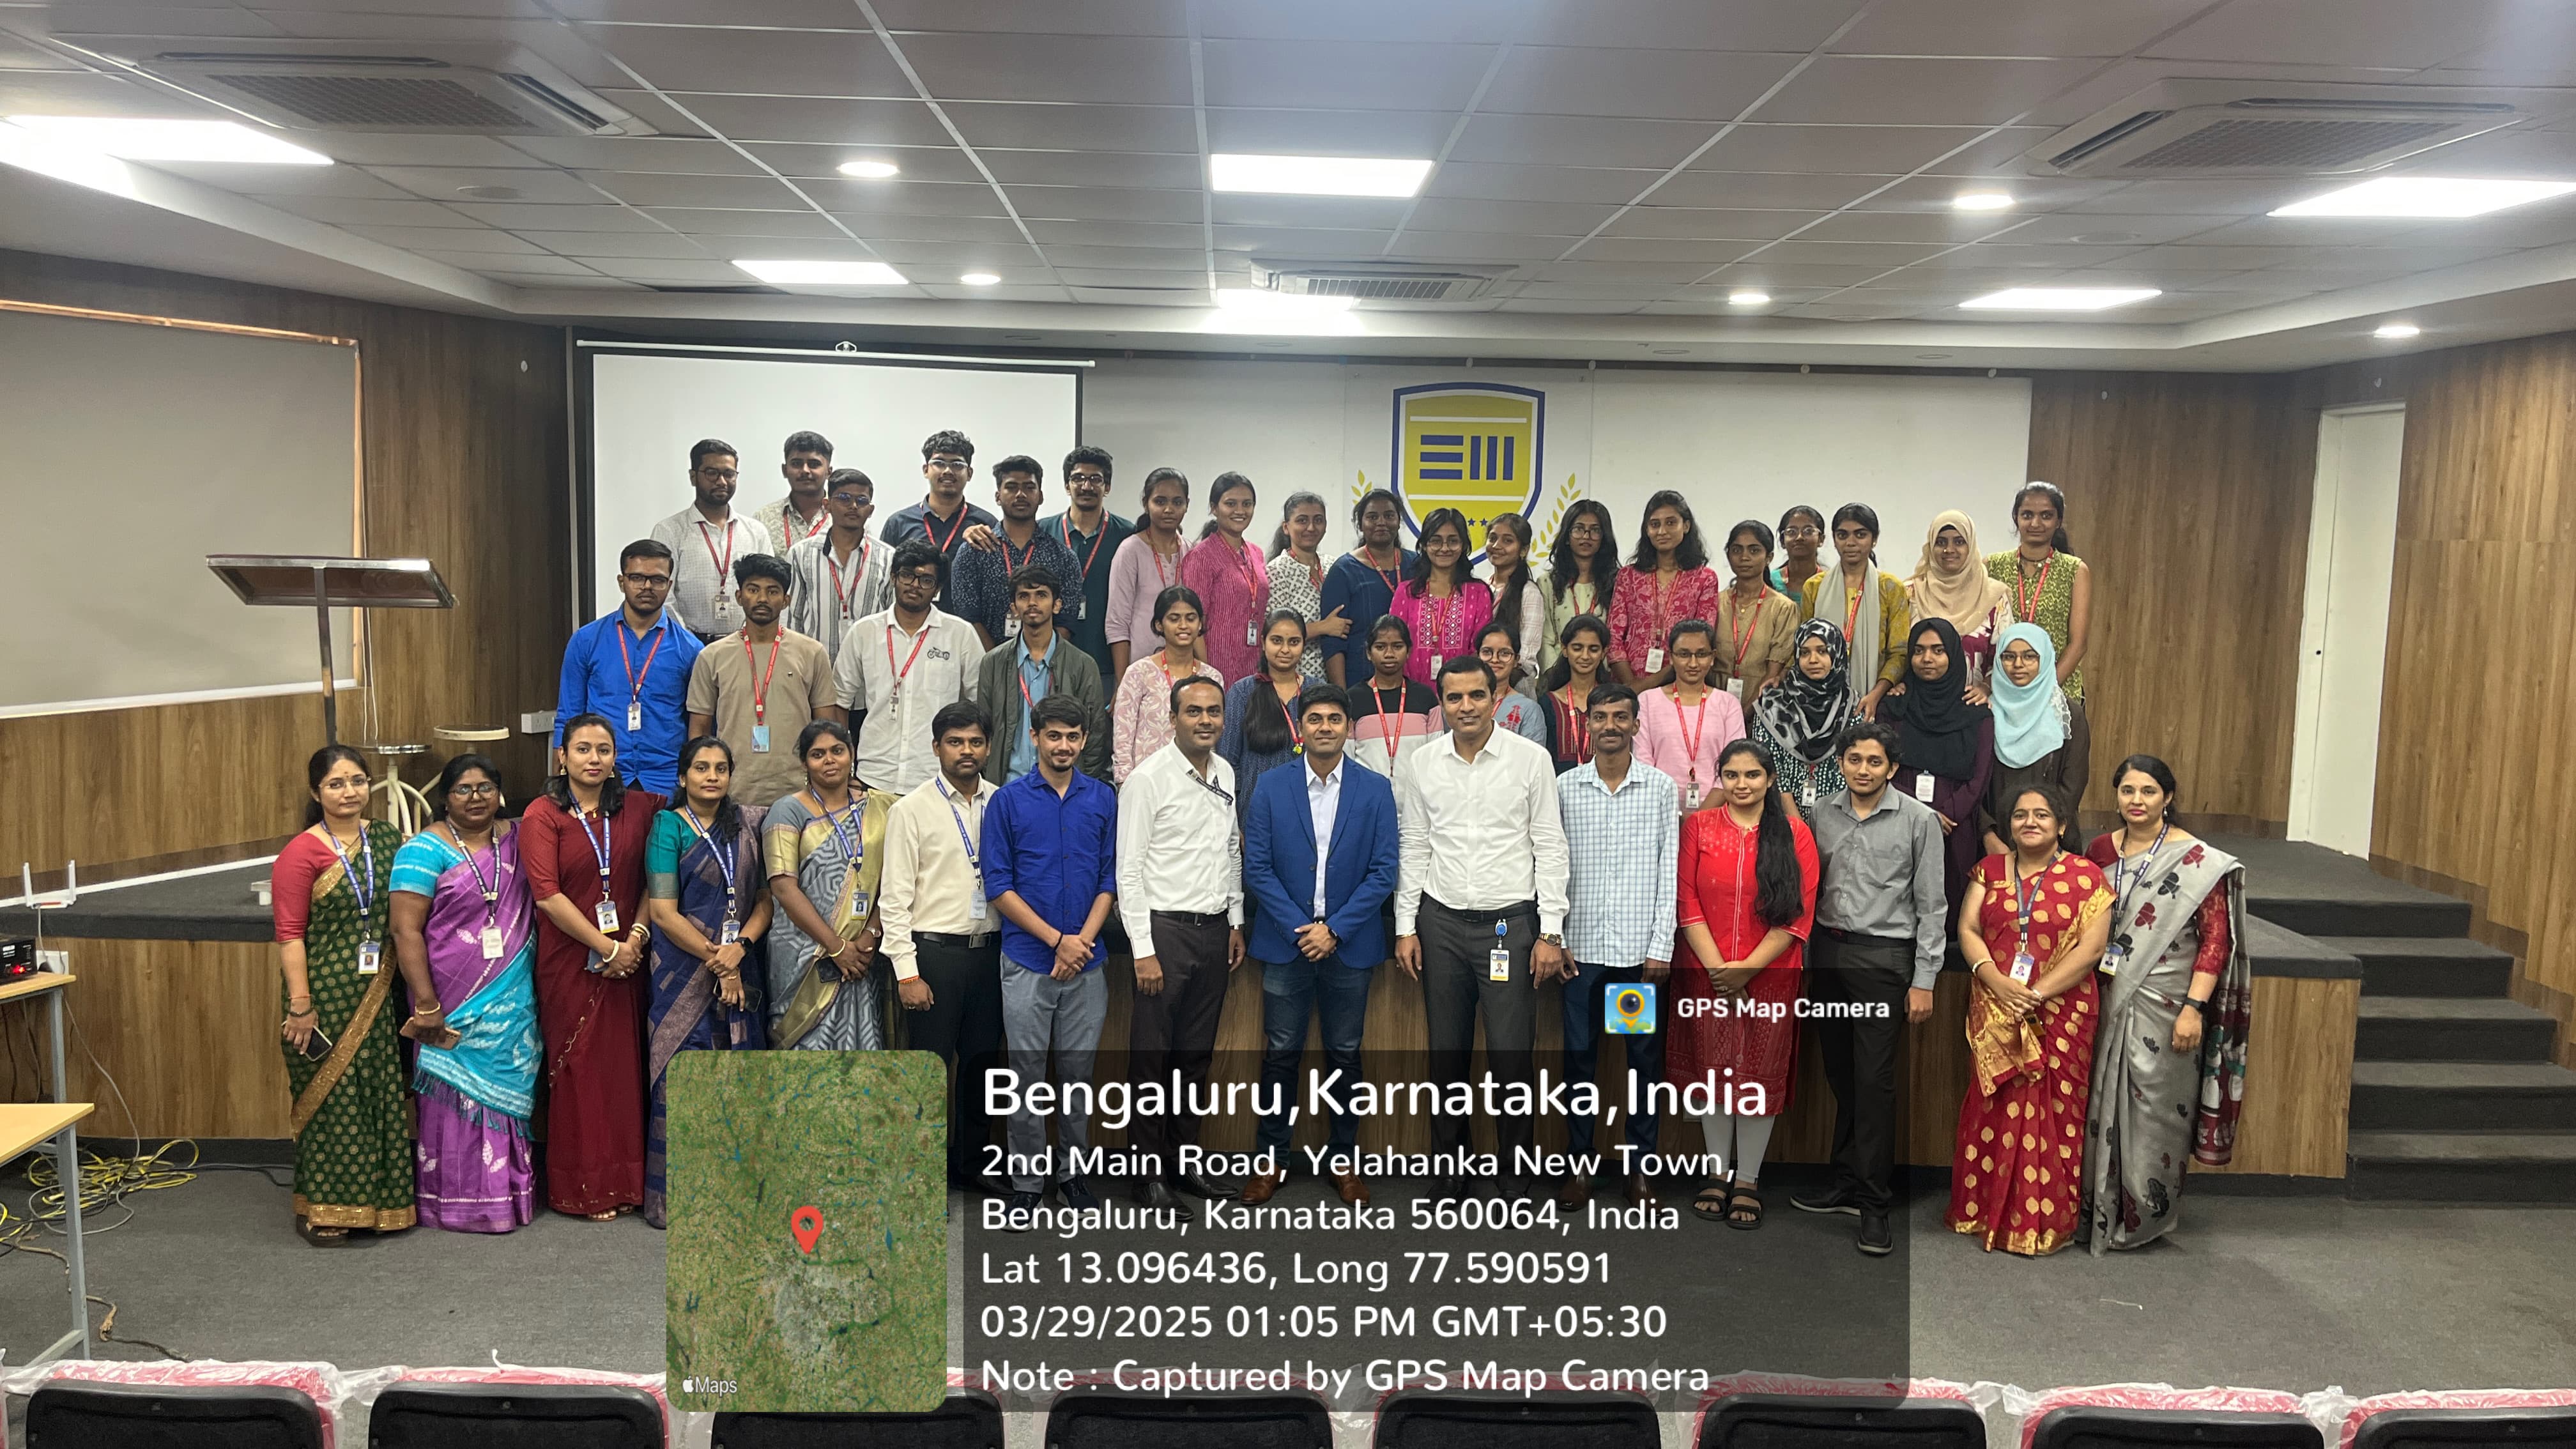 GPS Map Camera
Bengaluru,Karnataka,India
2nd Main Road, Yelahanka New Town,
Bengaluru, Karnataka 560064, India
Lat 13.096436, Long 77.590591
03/29/2025 01:05 PM GMT+05:30
Note : Captured by GPS Map Camera
Maps